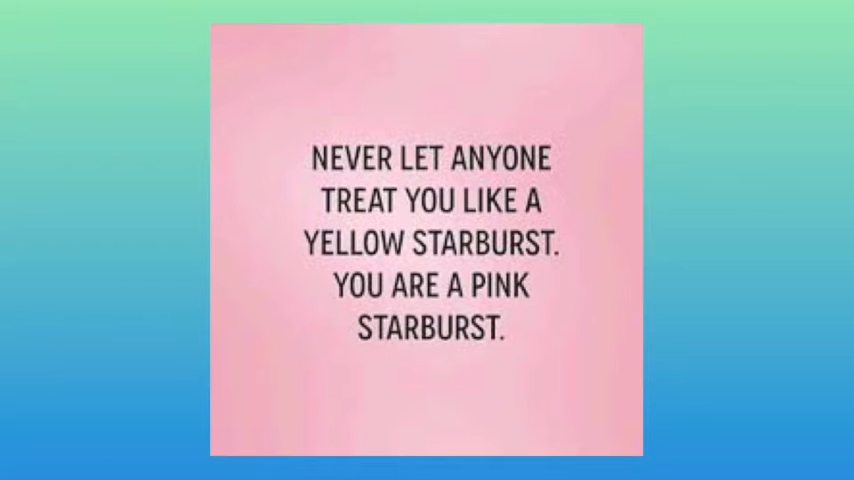 NEVER LET ANYONE
TREAT YOU LIKE A
YELLOW STARBURST.
YOU ARE A PINK
STARBURST.